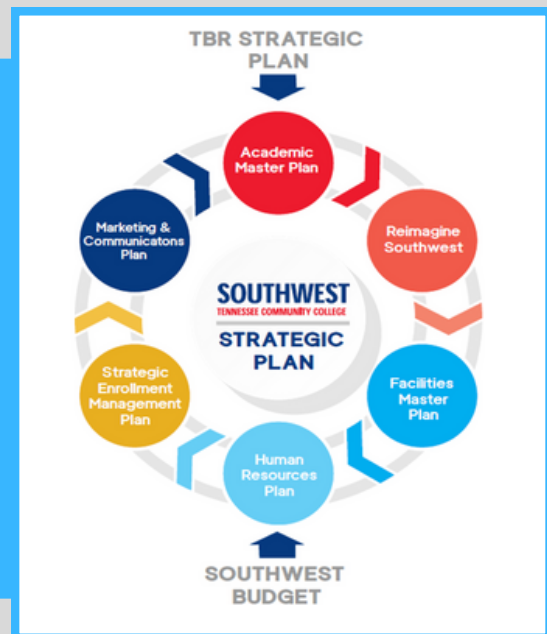 TBR STRATEGIC
PLAN
Academic
Master Plan
Marketing &
Communicatons
Plan
Reimagine
Southwest
SOUTHWEST
TENNESSEE COMMUNITY COLLEGE
STRATEGIC
PLAN
Strategic
Enrollment
Management
Plan
Facilities
Master
Plan
Human
Resources
Plan
SOUTHWEST
BUDGET